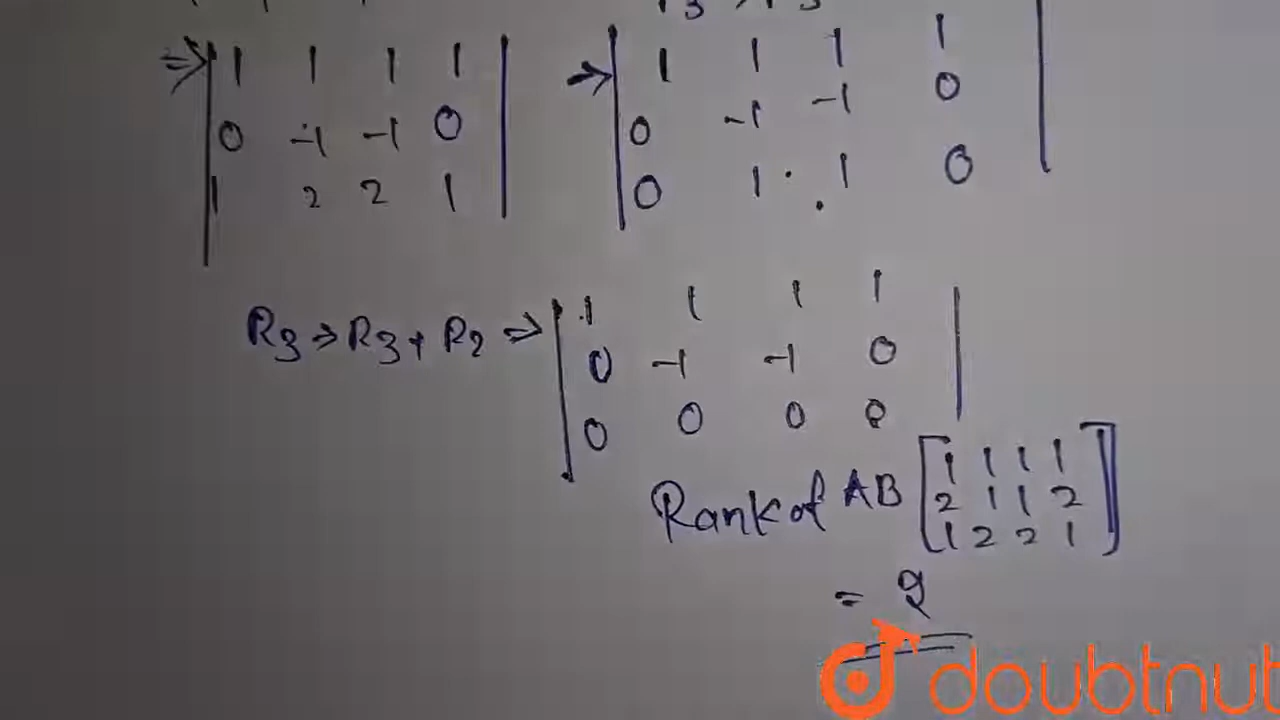 ⇒ | 1 1 1 1 |
| 0 -1 -1 0 |
| 1 2 2 1 |
→ | 1 1 1 1 |
| 0 -1 -1 0 |
| 0 1 1 0 |
R3 → R3 + R2 ⇒ | 1 1 1 1 |
| 0 -1 -1 0 |
| 0 0 0 0 |
Rank of AB [ 1 1 1 1 ]
[ 2 1 1 2 ]
[ 1 2 2 1 ]
= 2
doubtnut